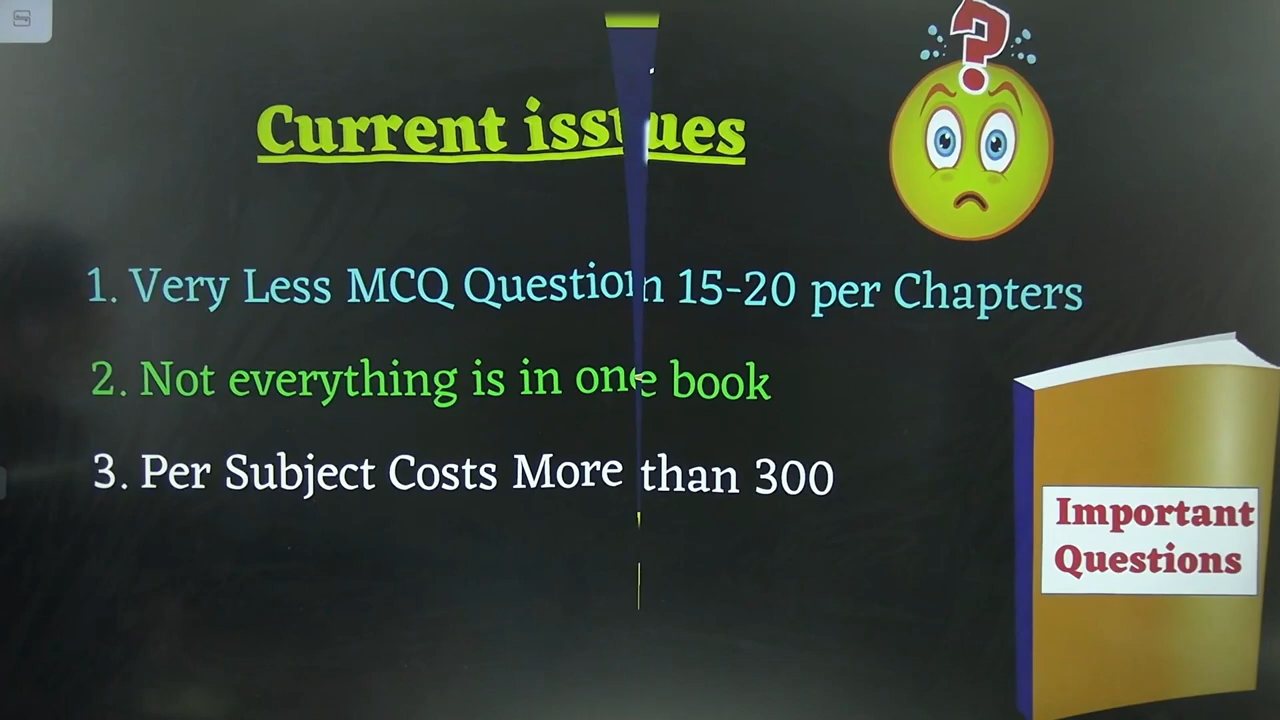 Current issues
?
1. Very Less MCQ Question 15-20 per Chapters
2. Not everything is in one book
3. Per Subject Costs More than 300
Important
Questions